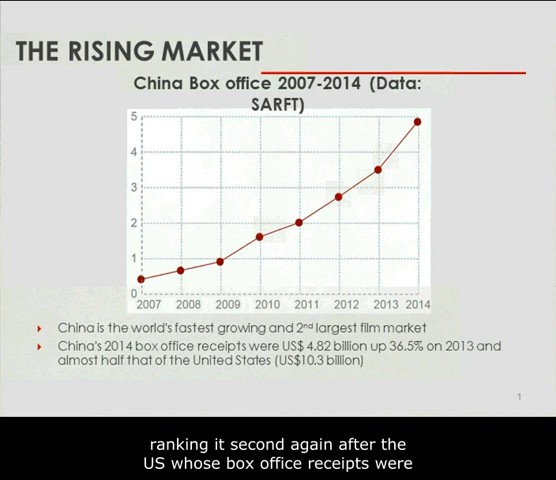 THE RISING MARKET
China Box office 2007-2014 (Data:
SARFT)
5
4
3
2
1
0
2007 2008 2009 2010 2011 2012 2013 2014
China is the world's fastest growing and 2nd largest film market
China's 2014 box office receipts were US$ 4.82 billion up 36.5% on 2013 and
almost half that of the United States (US$10.3 billion)
1
ranking it second again after the
US whose box office receipts were